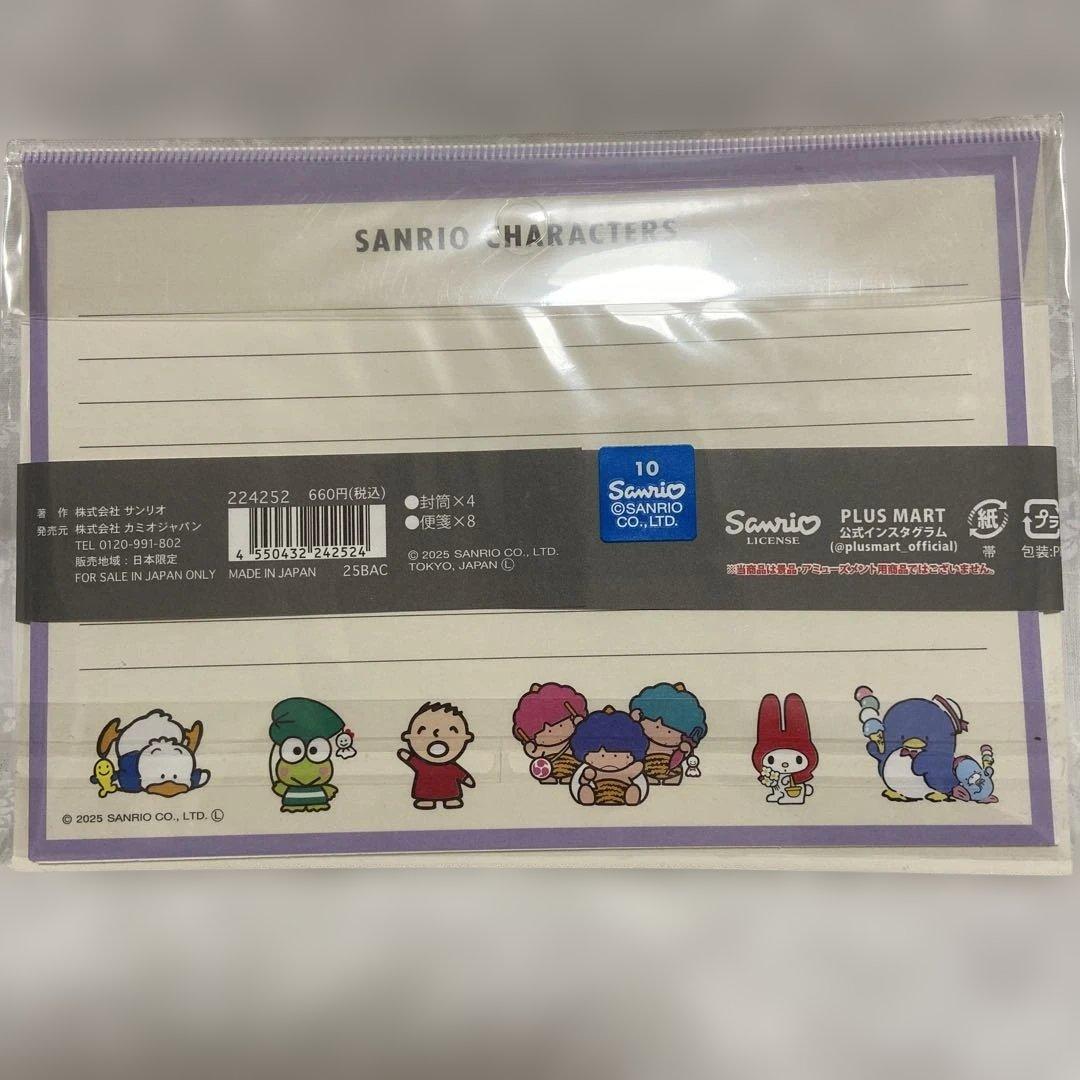 SANRIO CHARACTERS
著 作 株式会社 サンリオ
発売元 株式会社 カミオジャパン
TEL 0120-991-802
販売地域：日本限定
FOR SALE IN JAPAN ONLY
224252 660円(税込)
4 550432 242524
MADE IN JAPAN 25BAC
●封筒×4
●便箋×8
© 2025 SANRIO CO., LTD.
TOKYO, JAPAN Ⓛ
10
Sanrio
©SANRIO
CO., LTD.
Sanrio
LICENSE
PLUS MART
公式インスタグラム
(@plusmart_official)
※当商品は景品・アミューズメント用商品ではございません。
紙
帯
プラ
包装:P
© 2025 SANRIO CO., LTD. Ⓛ